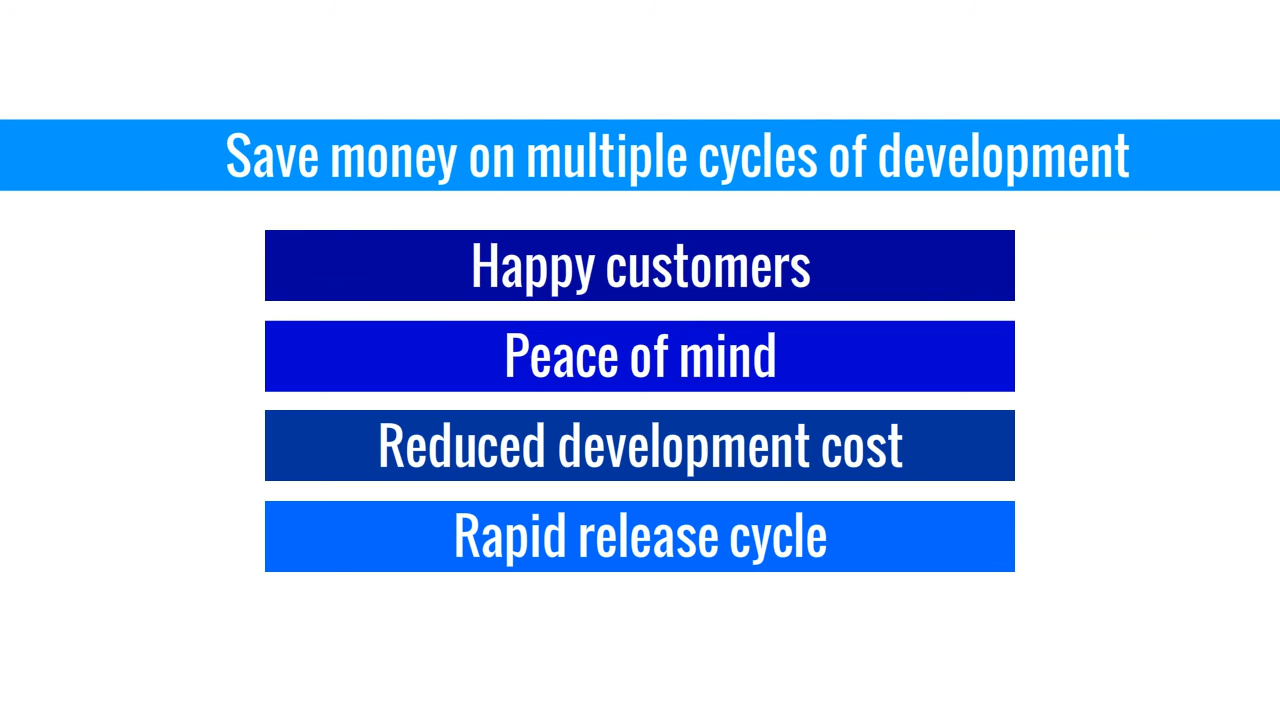 Save money on multiple cycles of development
Happy customers
Peace of mind
Reduced development cost
Rapid release cycle